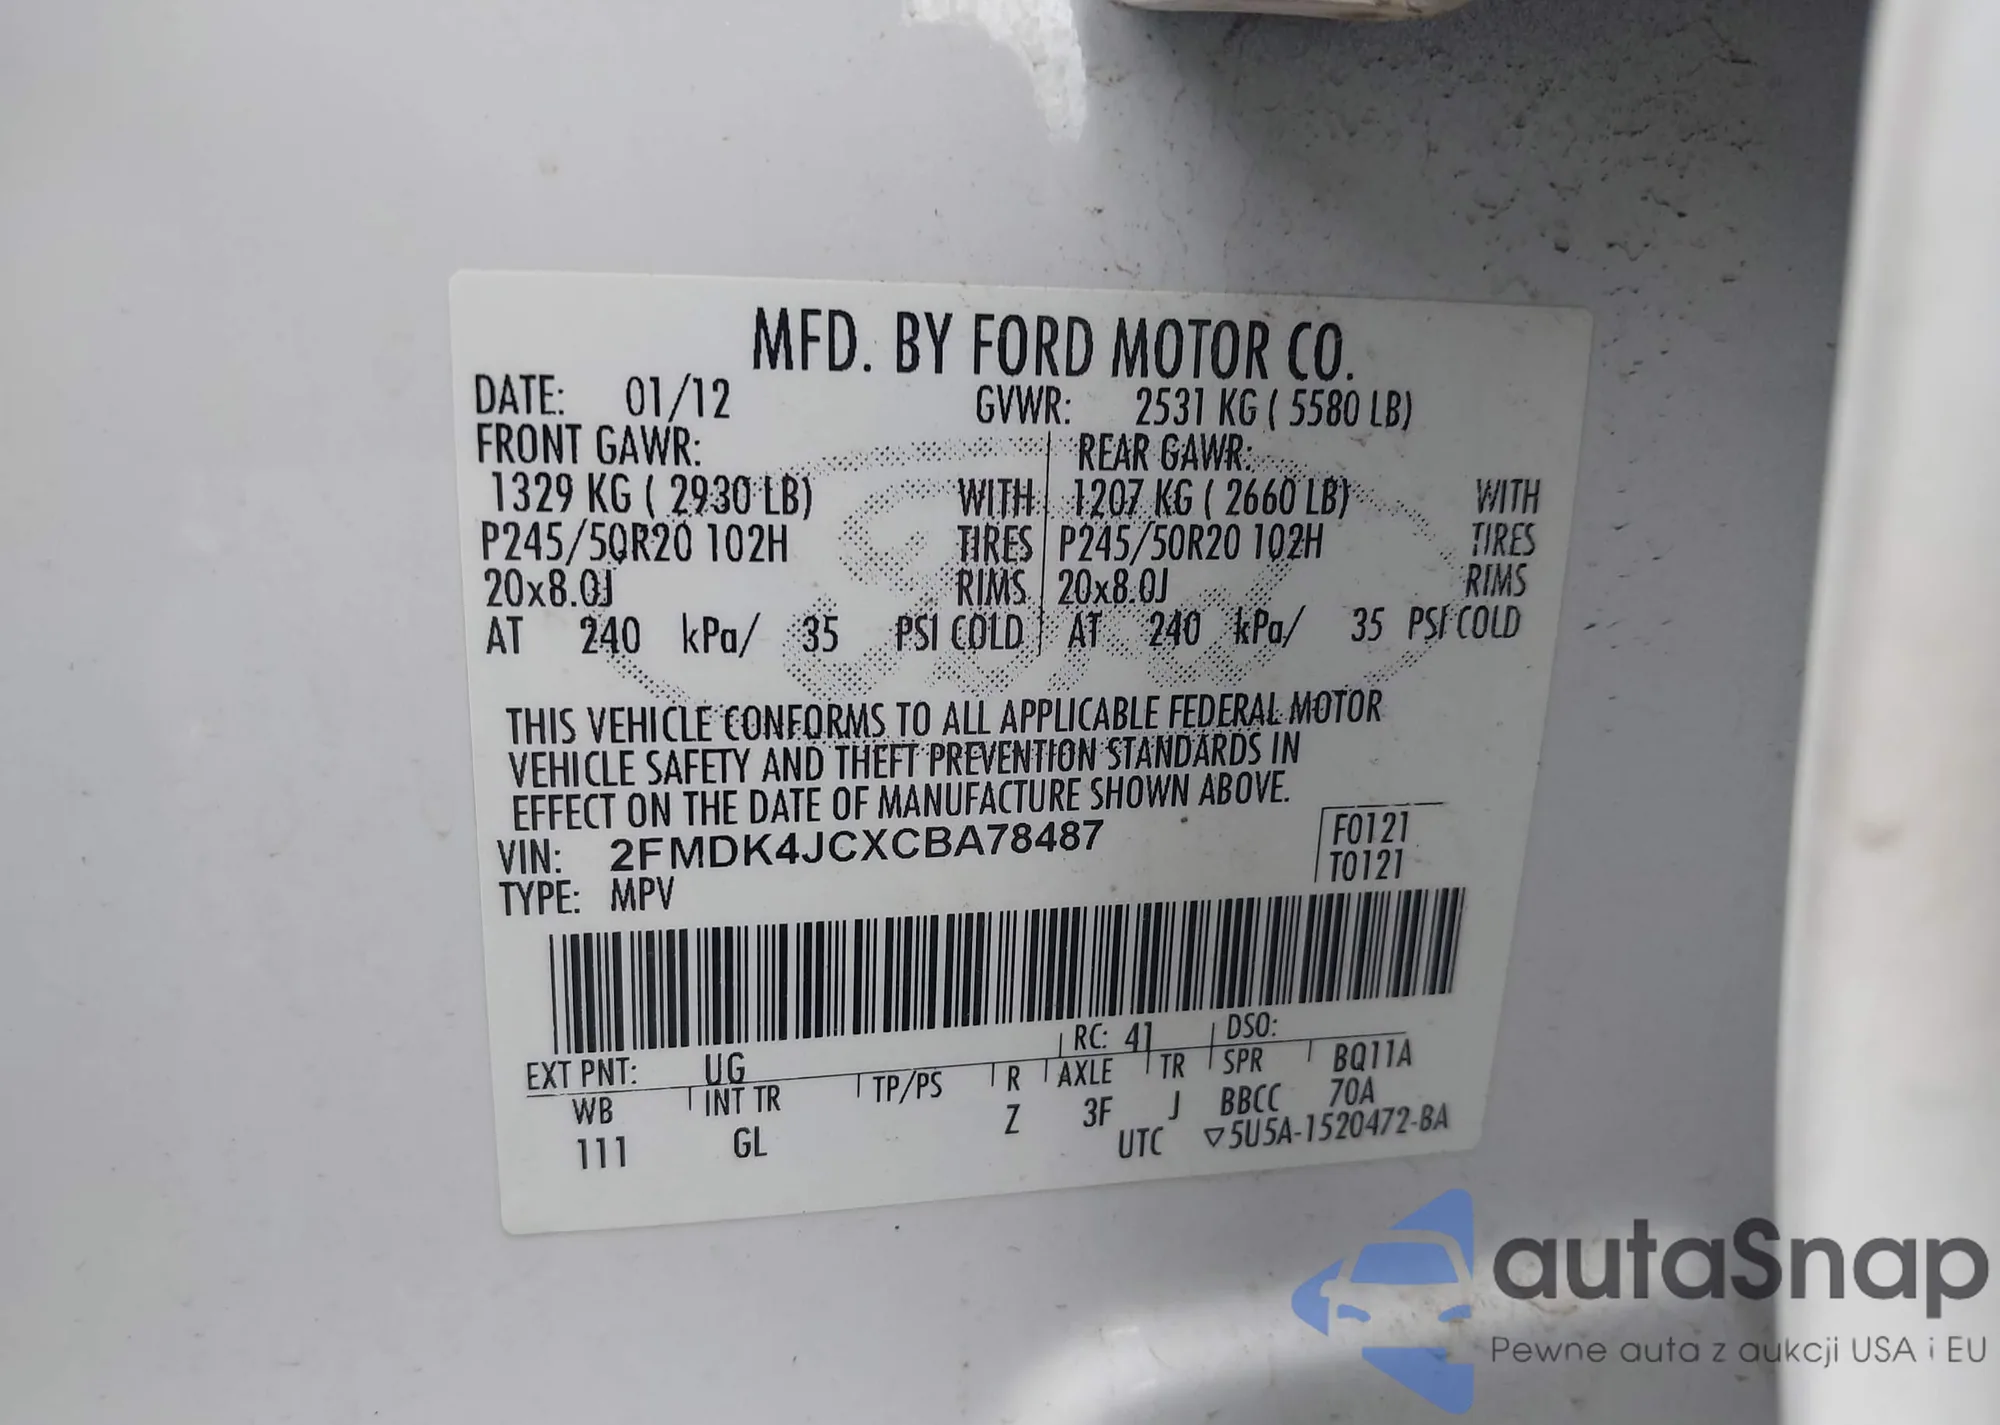 MFD. BY FORD MOTOR CO.
DATE: 01/12 GVWR: 2531 KG ( 5580 LB)
FRONT GAWR: REAR GAWR:
1329 KG ( 2930 LB) WITH 1207 KG ( 2660 LB) WITH
P245/50R20 102H TIRES P245/50R20 102H TIRES
20x8.0J RIMS 20x8.0J RIMS
AT 240 kPa/ 35 PSI COLD AT 240 kPa/ 35 PSI COLD
THIS VEHICLE CONFORMS TO ALL APPLICABLE FEDERAL MOTOR
VEHICLE SAFETY AND THEFT PREVENTION STANDARDS IN
EFFECT ON THE DATE OF MANUFACTURE SHOWN ABOVE.
VIN: 2FMDK4JCXCBA78487 F0121
TYPE: MPV T0121
EXT PNT: UG RC: 41 DSO:
WB INT TR TP/PS R AXLE TR SPR BQ11A
111 GL Z 3F J BBCC 70A
UTC ▽5U5A-1520472-BA
autaSnap
Pewne auta z aukcji USA i EU